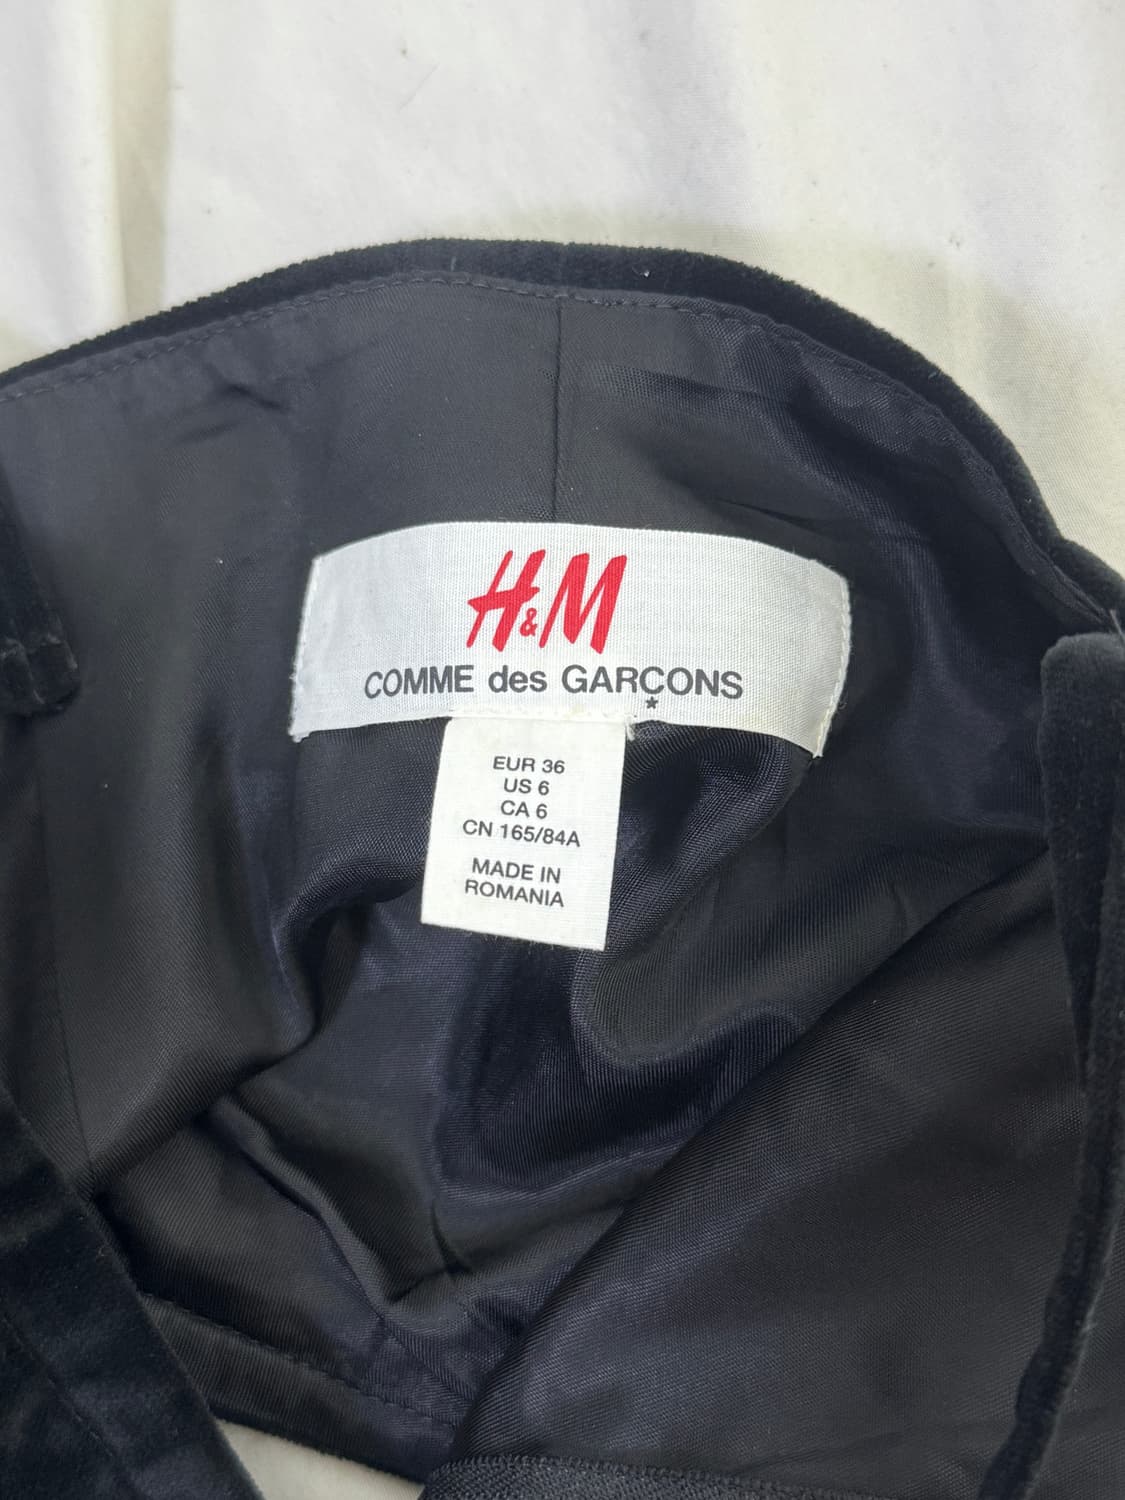 H&M
COMME des GARÇONS
EUR 36
US 6
CA 6
CN 165/84A
MADE IN
ROMANIA